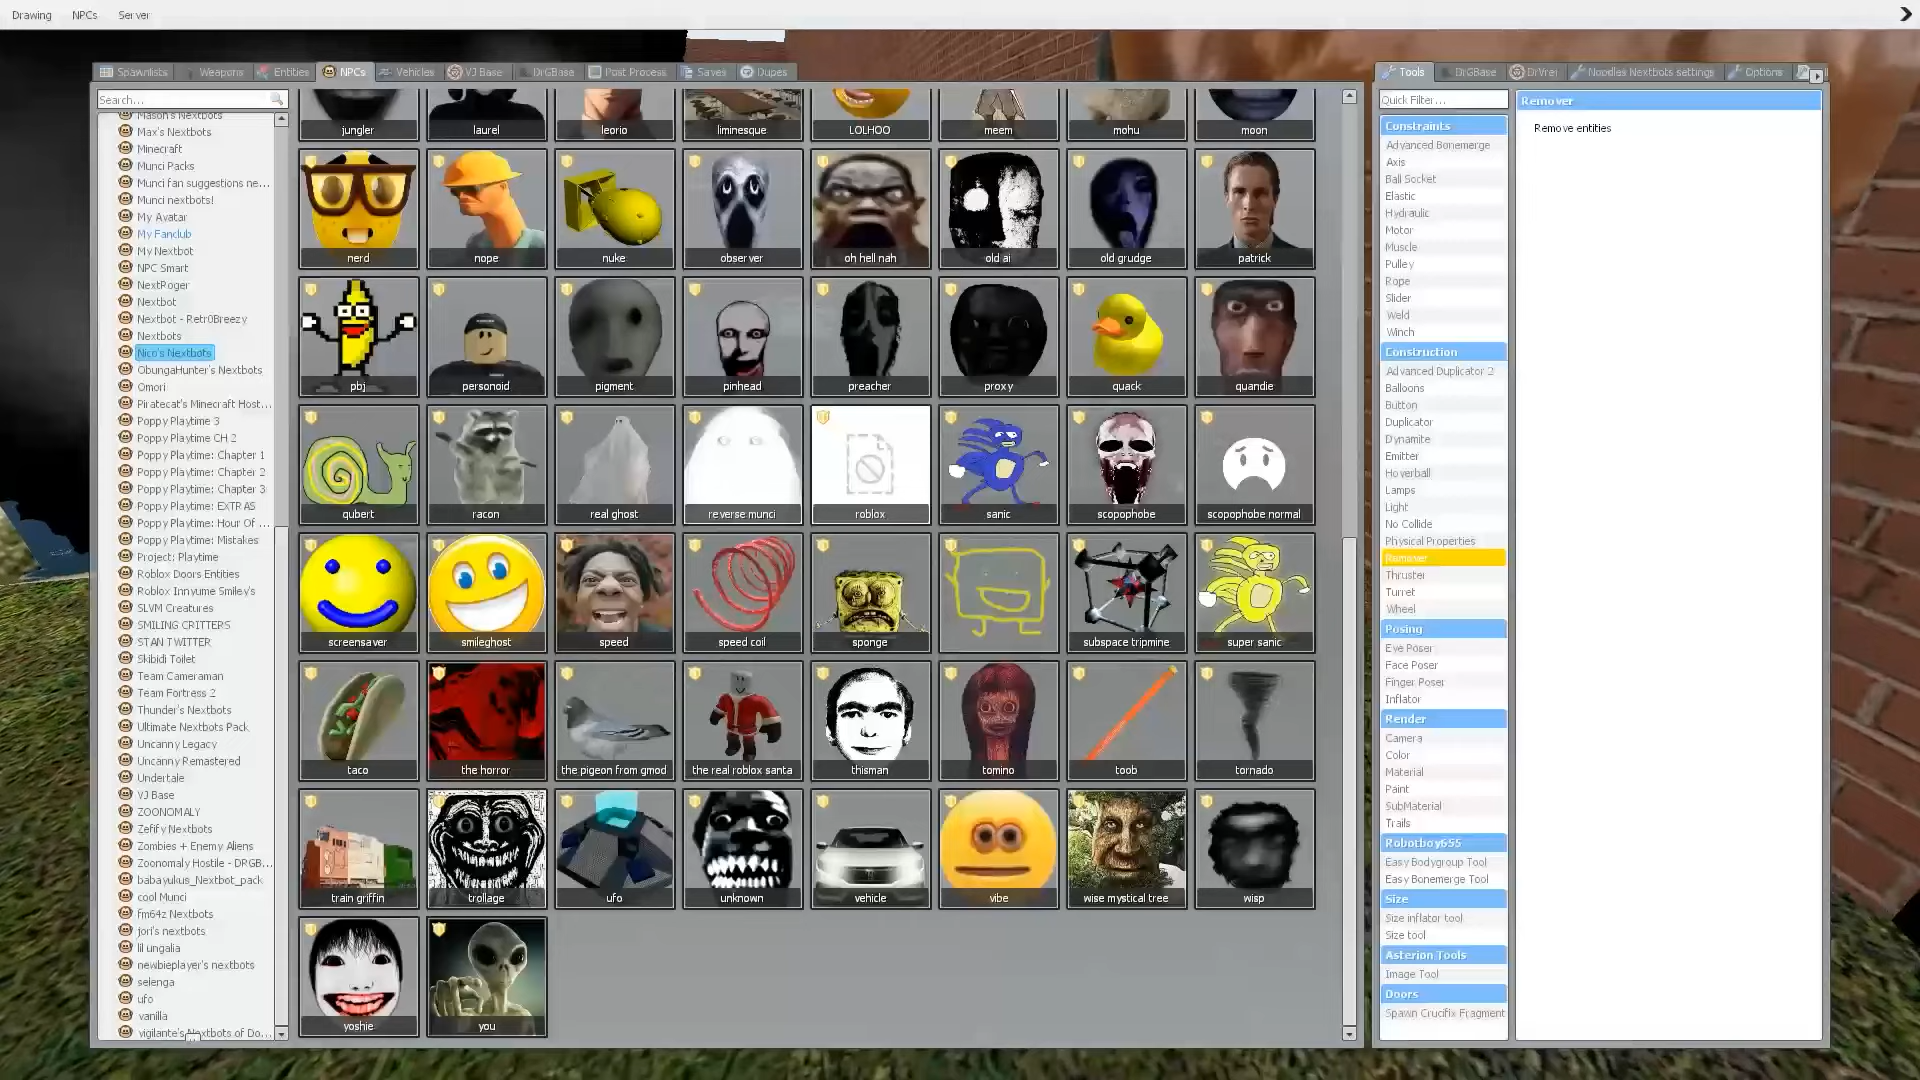 Drawing NPCs Server
Spawnlists Weapons Entities NPCs Vehicles VJ Base DrGBase Post Process Saves Dupes
Search...
Mason's Nextbots
Max's Nextbots
Minecraft
Munci Packs
Munci fan suggestions ne...
Munci nextbots!
My Avatar
My Fanclub
My Nextbot
NPC Smart
NextRoger
Nextbot
Nextbot - Retr0Breezy
Nextbots
Nico's Nextbots
ObungaHunter's Nextbots
Omori
Piratecat's Minecraft Host...
Poppy Playtime 3
Poppy Playtime CH 2
Poppy Playtime: Chapter 1
Poppy Playtime: Chapter 2
Poppy Playtime: Chapter 3
Poppy Playtime: EXTRAS
Poppy Playtime: Hour Of ...
Poppy Playtime: Mistakes
Project: Playtime
Roblox Doors Entities
Roblox Innyume Smiley's
SLVM Creatures
SMILING CRITTERS
STAN TWITTER
Skibidi Toilet
Team Cameraman
Team Fortress 2
Thunder's Nextbots
Ultimate Nextbots Pack
Uncanny Legacy
Uncanny Remastered
Undertale
VJ Base
ZOONOMALY
Zefify Nextbots
Zombies + Enemy Aliens
Zoonomaly Hostile - DRGB...
babayukus_Nextbot_pack
cool Munci
fm64z Nextbots
jori's nextbots
lil ungalia
newbieplayer's nextbots
selenga
ufo
vanilla
vigilante's Nextbots of Do...
jungler laurel leorio liminesque LOLHOO meem mohu moon
nerd nope nuke observer oh hell nah old ai old grudge patrick
pbj personoid pigment pinhead preacher proxy quack quandie
qubert racon real ghost reverse munci roblox sanic scopophobe scopophobe normal
screensaver smileghost speed speed coil sponge subspace tripmine super sanic
taco the horror the pigeon from gmod the real roblox santa thisman tomino toob tornado
train griffin trollage ufo unknown vehicle vibe wise mystical tree wisp
yoshie you
Tools DrGBase DrVrej Noodles Nextbots settings Options
Quick Filter...
Constraints
Advanced Bonemerge
Axis
Ball Socket
Elastic
Hydraulic
Motor
Muscle
Pulley
Rope
Slider
Weld
Winch
Construction
Advanced Duplicator 2
Balloons
Button
Duplicator
Dynamite
Emitter
Hoverball
Lamps
Light
No Collide
Physical Properties
Remover
Thruster
Turret
Wheel
Posing
Eye Poser
Face Poser
Finger Poser
Inflator
Render
Camera
Color
Material
Paint
SubMaterial
Trails
Robotboy655
Easy Bodygroup Tool
Easy Bonemerge Tool
Size
Size inflator tool
Size tool
Asterion Tools
Image Tool
Doors
Spawn Crucifix Fragment
Remover
Remove entities